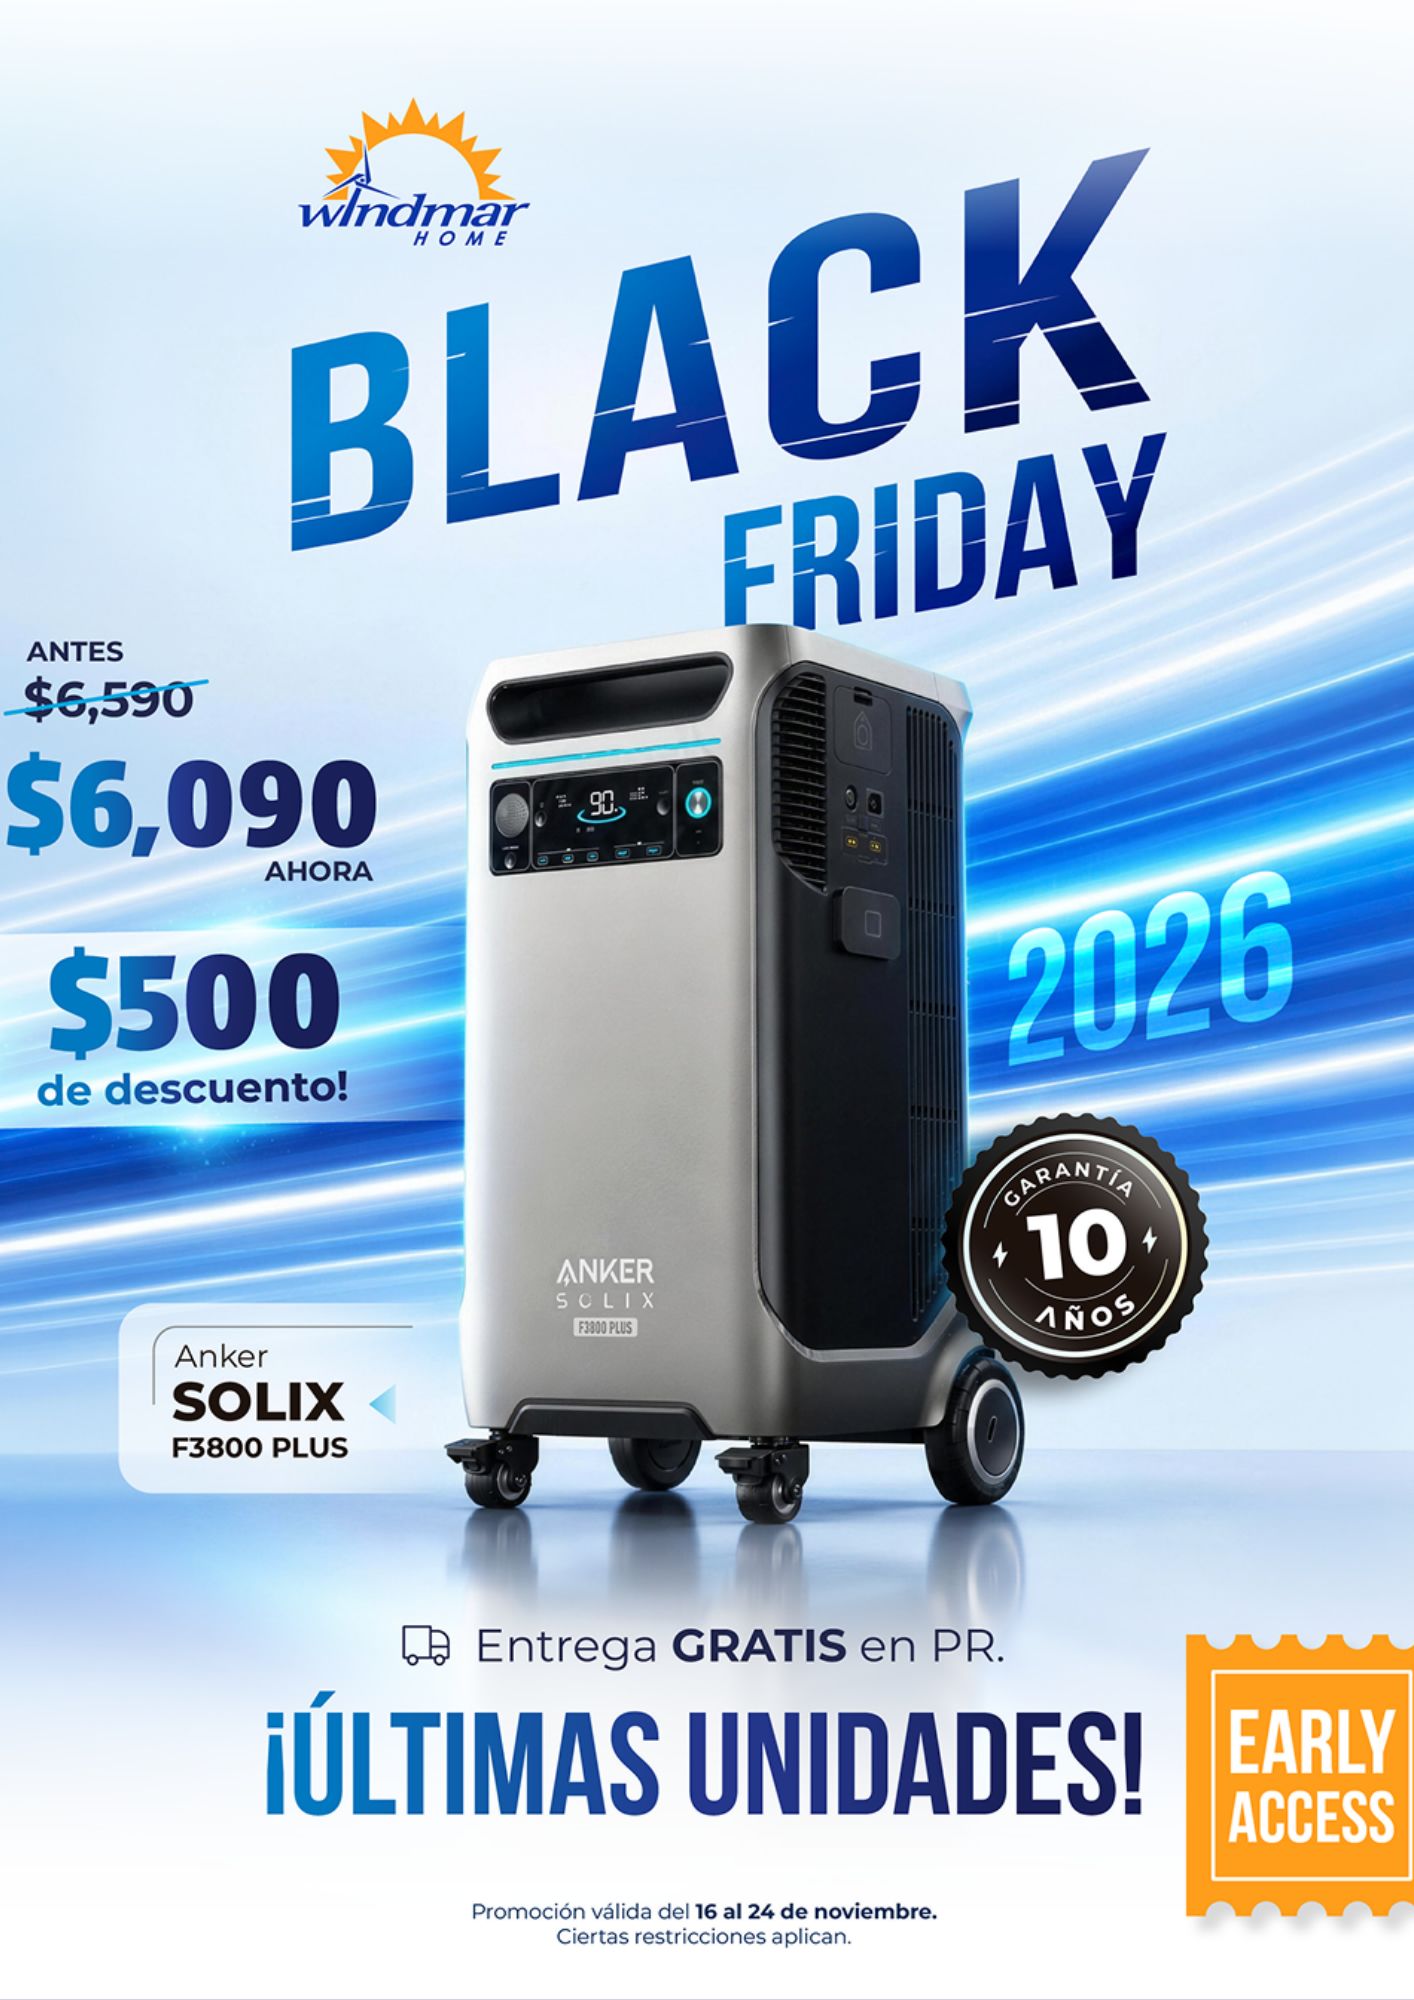 windmar
HOME
BLACK
FRIDAY
2026
ANTES
$6,590
$6,090
AHORA
$500
de descuento!
90
ANKER
SOLIX
F3800 PLUS
GARANTÍA
10
AÑOS
Anker
SOLIX
F3800 PLUS
Entrega GRATIS en PR.
¡ÚLTIMAS UNIDADES!
EARLY
ACCESS
Promoción válida del 16 al 24 de noviembre.
Ciertas restricciones aplican.